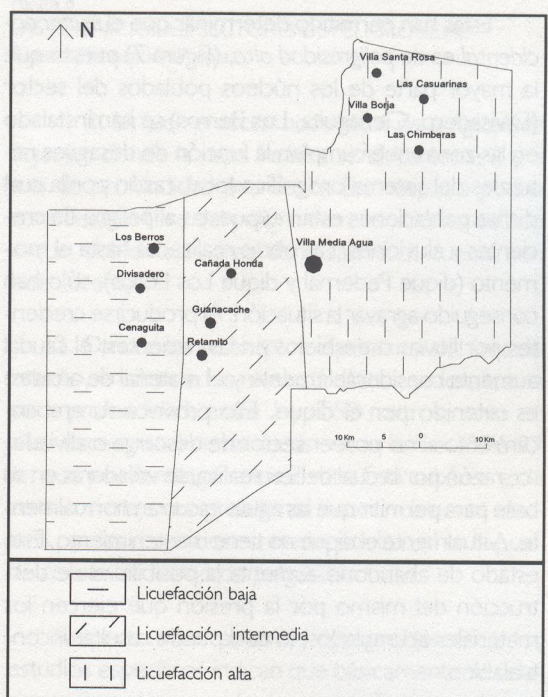 N
Villa Santa Rosa
Las Casuarinas
Villa Borja
Las Chimberas
Los Berros
Villa Media Agua
Cañada Honda
Divisadero
Guanacache
Cenaguita
Retamito
10 Km 5 0 10 Km
Licuefacción baja
Licuefacción intermedia
Licuefacción alta